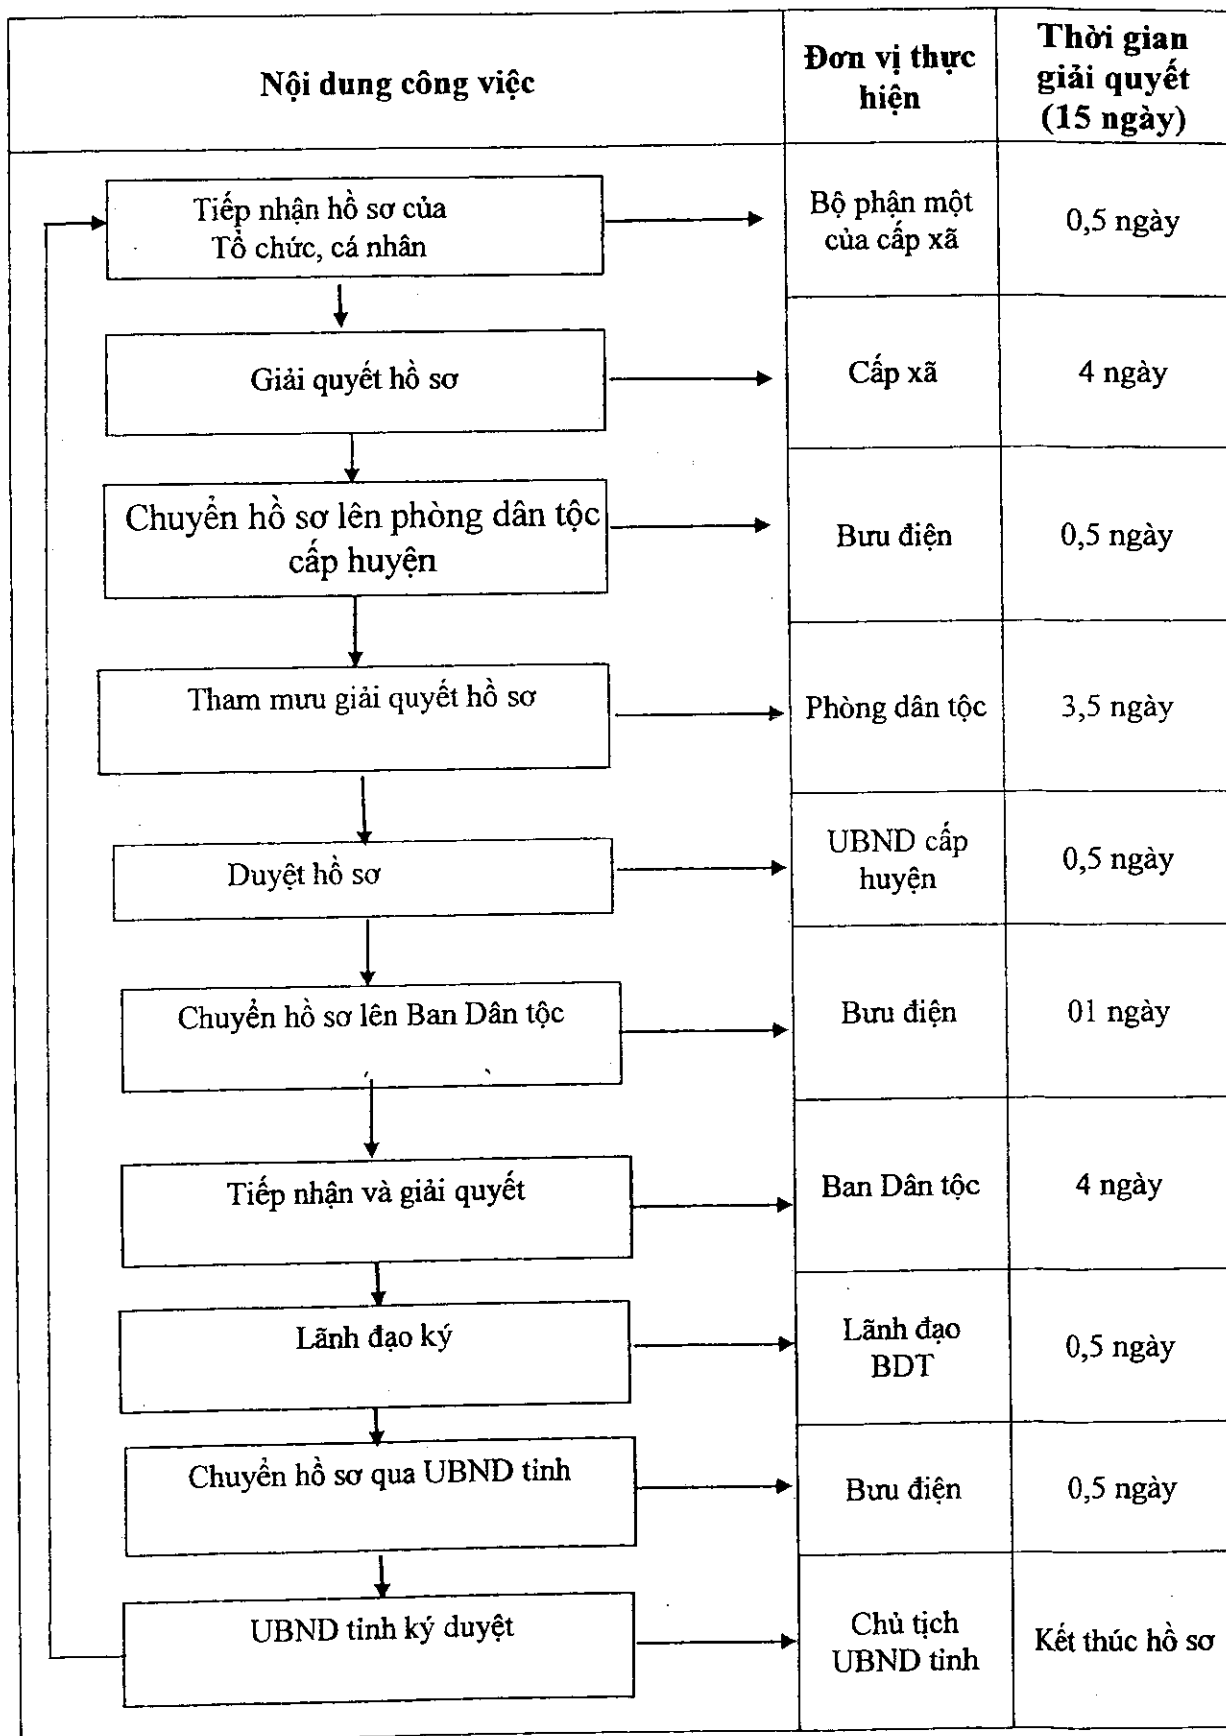 Nội dung công việc
Đơn vị thực
hiện
Thời gian
giải quyết
(15 ngày)
Tiếp nhận hồ sơ của
Tổ chức, cá nhân
Bộ phận một
của cấp xã
0,5 ngày
Giải quyết hồ sơ
Cấp xã
4 ngày
Chuyển hồ sơ lên phòng dân tộc
cấp huyện
Bưu điện
0,5 ngày
Tham mưu giải quyết hồ sơ
Phòng dân tộc
3,5 ngày
Duyệt hồ sơ
UBND cấp
huyện
0,5 ngày
Chuyển hồ sơ lên Ban Dân tộc
Bưu điện
01 ngày
Tiếp nhận và giải quyết
Ban Dân tộc
4 ngày
Lãnh đạo ký
Lãnh đạo
BDT
0,5 ngày
Chuyển hồ sơ qua UBND tỉnh
Bưu điện
0,5 ngày
UBND tỉnh ký duyệt
Chủ tịch
UBND tỉnh
Kết thúc hồ sơ